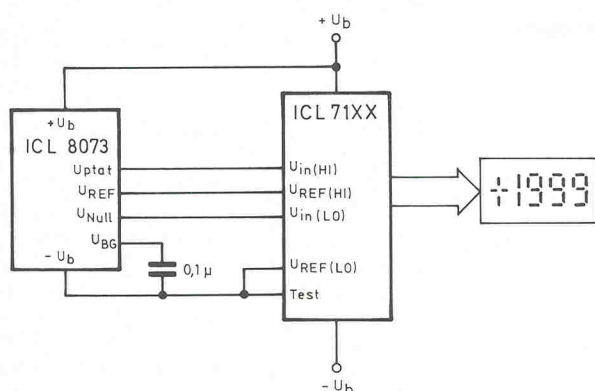 + Ub
ICL 71XX
+Ub
ICL 8073
Uptat
UREF
UNull
UBG
- Ub
0,1 µ
Uin(HI)
UREF(HI)
Uin(LO)
UREF(LO)
Test
+1999
- Ub